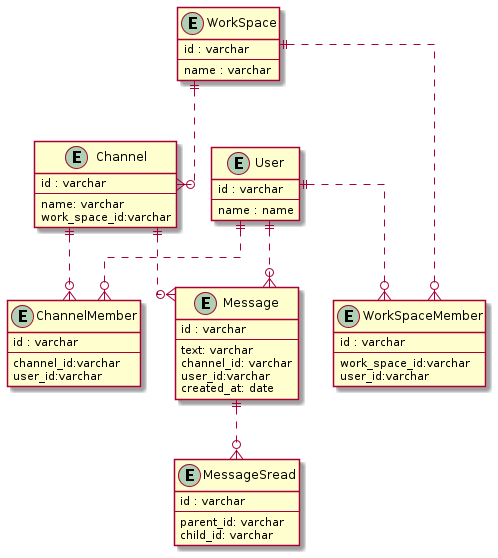 E WorkSpace
id : varchar
name : varchar
E Channel
id : varchar
name: varchar
work_space_id:varchar
E User
id : varchar
name : name
E ChannelMember
id : varchar
channel_id:varchar
user_id:varchar
E Message
id : varchar
text: varchar
channel_id: varchar
user_id:varchar
created_at: date
E WorkSpaceMember
id : varchar
work_space_id:varchar
user_id:varchar
E MessageSread
id : varchar
parent_id: varchar
child_id: varchar